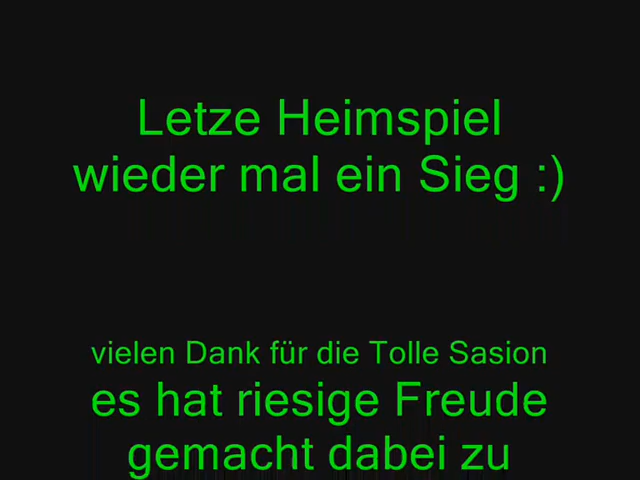 Letze Heimspiel
wieder mal ein Sieg :)
vielen Dank für die Tolle Sasion
es hat riesige Freude
gemacht dabei zu